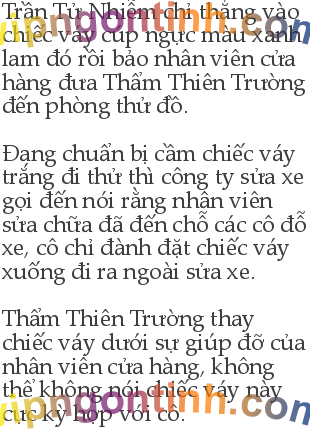 Trần Tử Nhiễm chỉ thẳng vào
chiếc váy cúp ngực màu xanh
lam đó rồi bảo nhân viên cửa
hàng đưa Thẩm Thiên Trường
đến phòng thử đồ.
Đang chuẩn bị cầm chiếc váy
trắng đi thử thì công ty sửa xe
gọi đến nói rằng nhân viên
sửa chữa đã đến chỗ các cô đỗ
xe, cô chỉ đành đặt chiếc váy
xuống đi ra ngoài sửa xe.
Thẩm Thiên Trường thay
chiếc váy dưới sự giúp đỡ của
nhân viên cửa hàng, không
thể không nói chiếc váy này
cực kỳ hợp với cô.
vipngontinh.com
vipngontinh.com